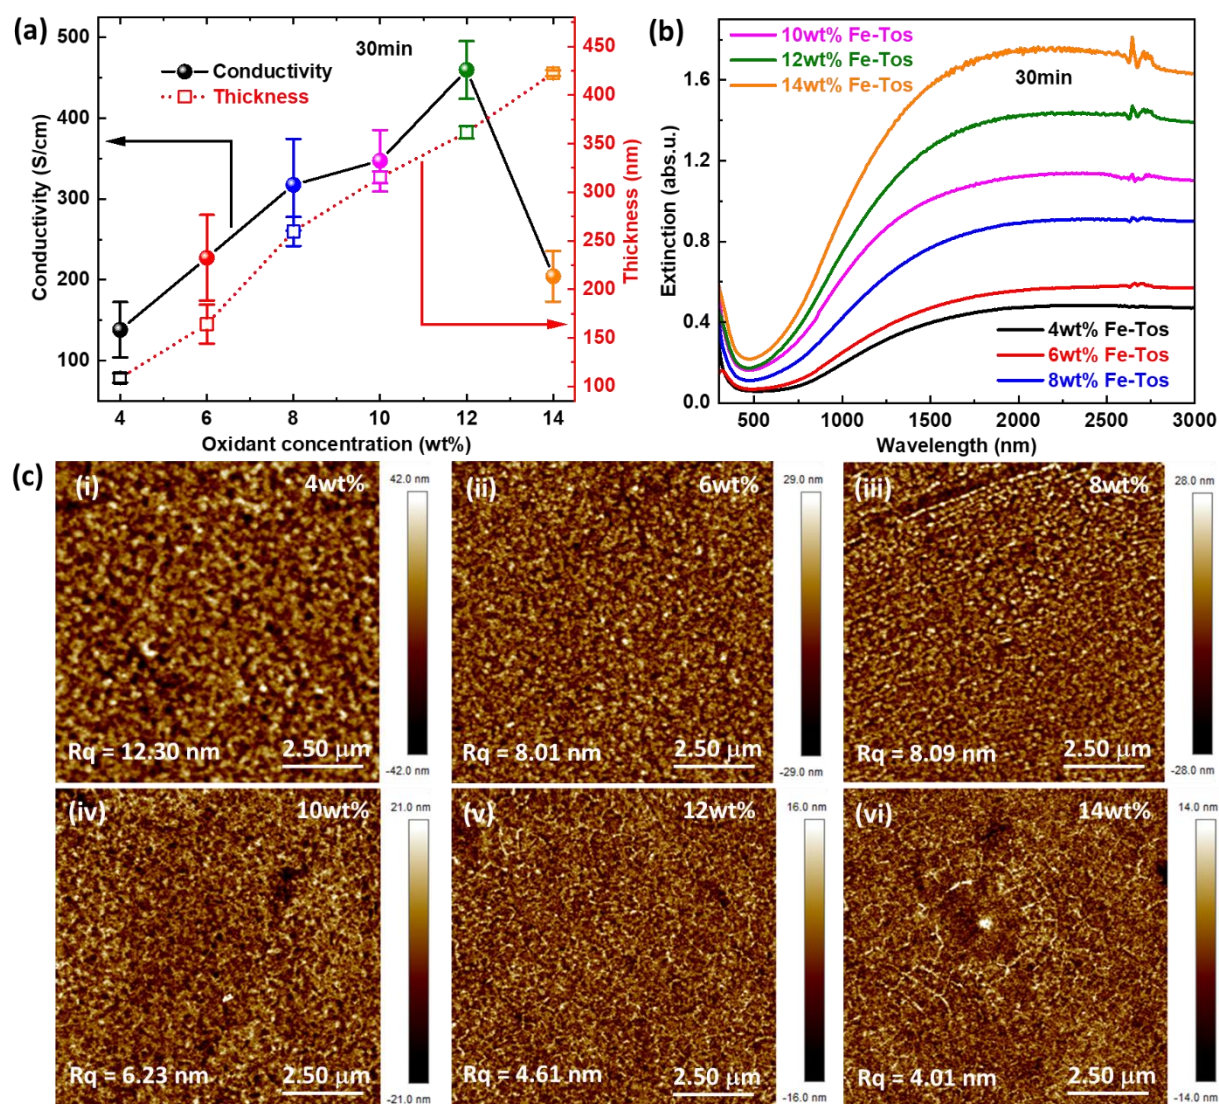 (a)
30min
Conductivity
Thickness
500
400
300
200
100
Conductivity (S/cm)
450
400
350
300
250
200
150
100
Thickness (nm)
4 6 8 10 12 14
Oxidant concentration (wt%)
(b)
10wt% Fe-Tos
12wt% Fe-Tos
14wt% Fe-Tos
30min
1.6
1.2
0.8
0.4
0.0
Extinction (abs.u.)
4wt% Fe-Tos
6wt% Fe-Tos
8wt% Fe-Tos
500 1000 1500 2000 2500 3000
Wavelength (nm)
(c)
(i) 4wt%
42.0 nm
Rq = 12.30 nm 2.50 μm
-42.0 nm
(ii) 6wt%
29.0 nm
Rq = 8.01 nm 2.50 μm
-29.0 nm
(iii) 8wt%
28.0 nm
Rq = 8.09 nm 2.50 μm
-28.0 nm
(iv) 10wt%
21.0 nm
Rq = 6.23 nm 2.50 μm
-21.0 nm
(v) 12wt%
16.0 nm
Rq = 4.61 nm 2.50 μm
-16.0 nm
(vi) 14wt%
14.0 nm
Rq = 4.01 nm 2.50 μm
-14.0 nm